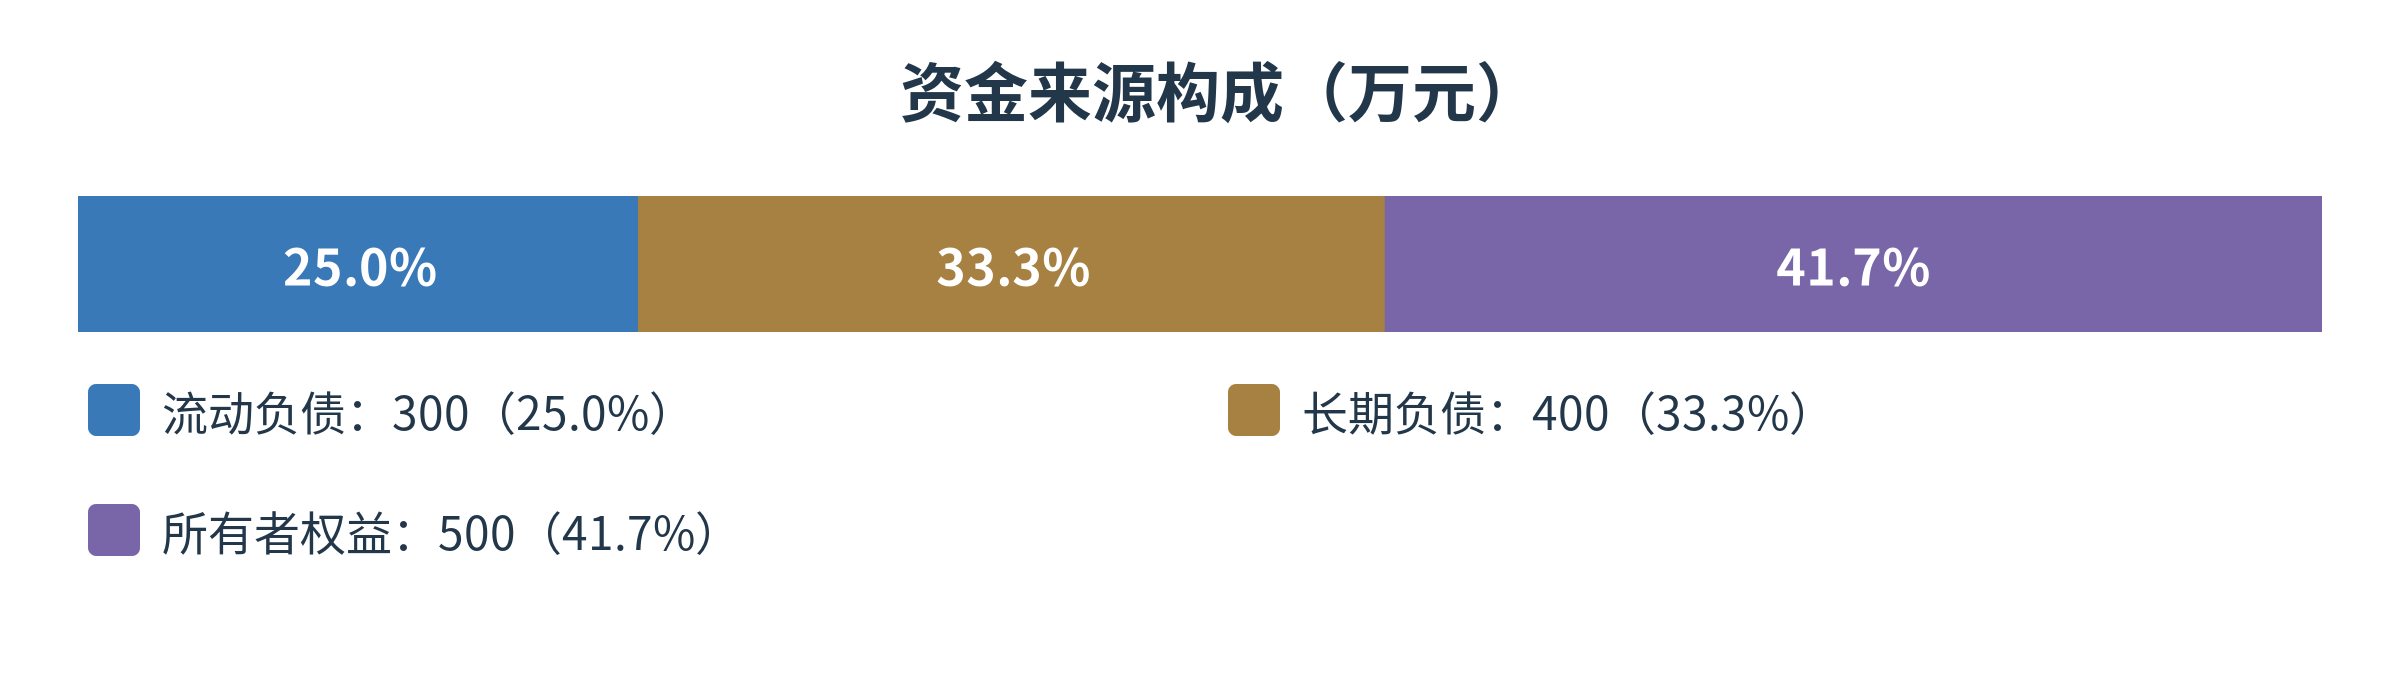 资金来源构成（万元）
25.0% 33.3% 41.7%
流动负债：300（25.0%） 长期负债：400（33.3%）
所有者权益：500（41.7%）